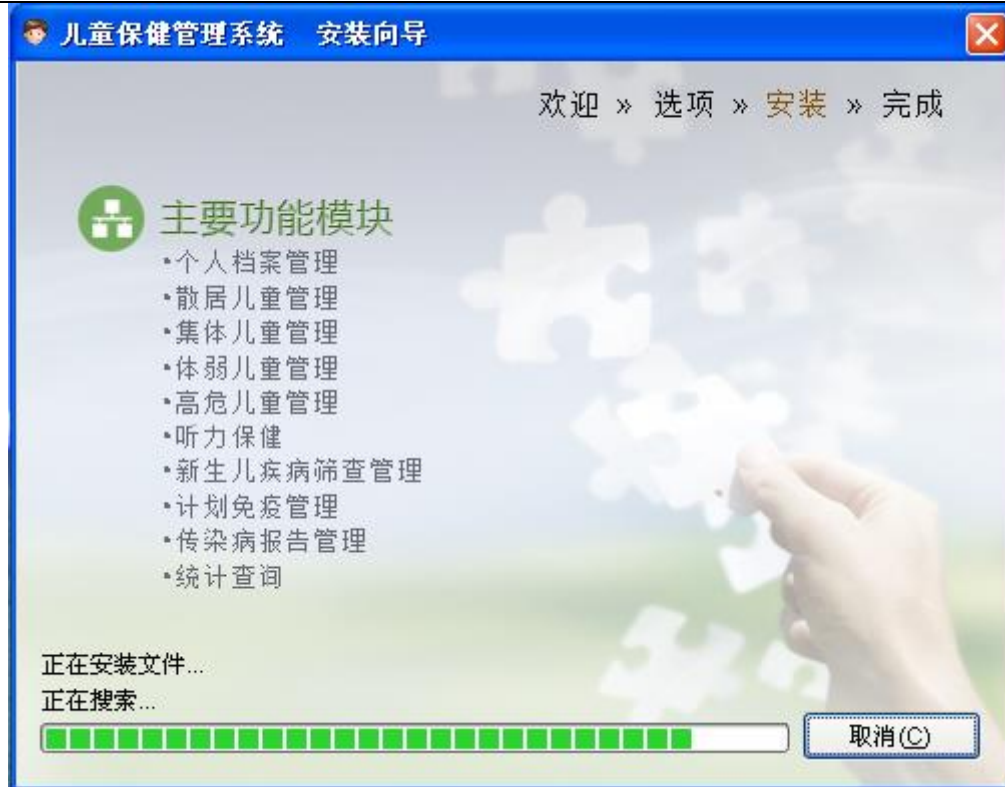 儿童保健管理系统 安装向导
欢迎 » 选项 » 安装 » 完成
主要功能模块
·个人档案管理
·散居儿童管理
·集体儿童管理
·体弱儿童管理
·高危儿童管理
·听力保健
·新生儿疾病筛查管理
·计划免疫管理
·传染病报告管理
·统计查询
正在安装文件...
正在搜索...
取消(C)